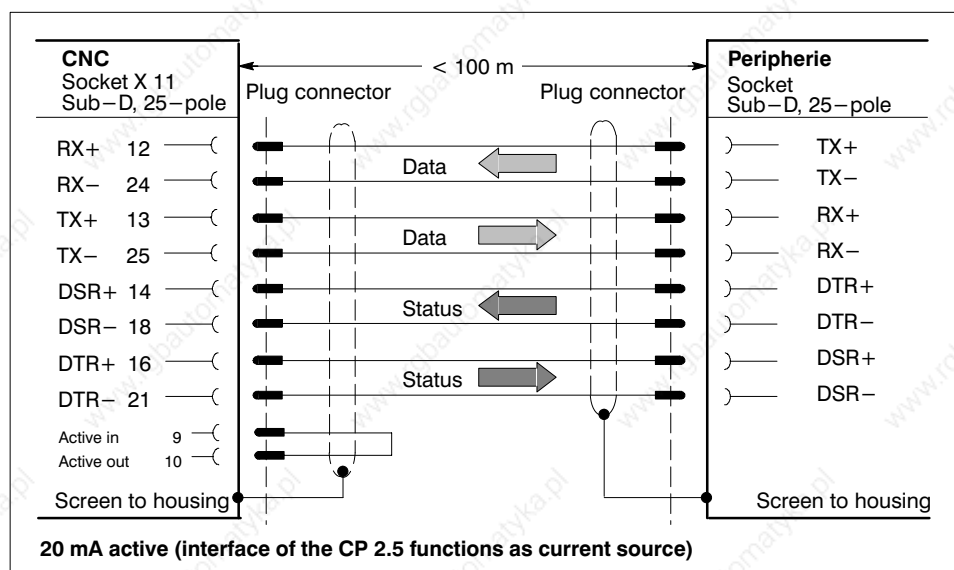 CNC
Socket X 11
Sub−D, 25−pole
< 100 m
Peripherie
Socket
Sub−D, 25−pole
Plug connector
Plug connector
RX+ 12
TX+
Data
RX− 24
TX−
TX+ 13
RX+
Data
TX− 25
RX−
DSR+ 14
DTR+
Status
DSR− 18
DTR−
DTR+ 16
DSR+
Status
DTR− 21
DSR−
Active in 9
Active out 10
Screen to housing
Screen to housing
20 mA active (interface of the CP 2.5 functions as current source)
www.rgbautomatyka.pl